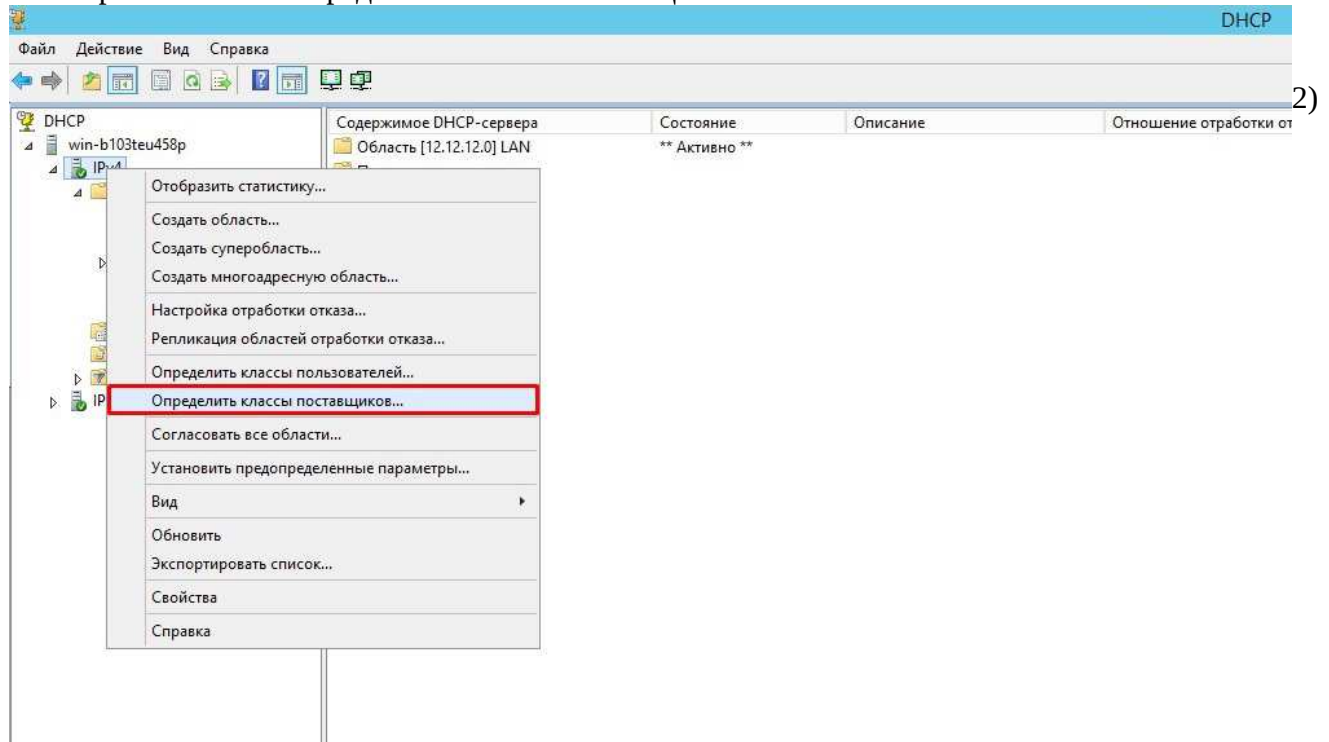 DHCP
Файл Действие Вид Справка
2)
DHCP
Содержимое DHCP-сервера Состояние Описание Отношение отработки от
win-b103teu458p
Область [12.12.12.0] LAN ** Активно **
IPv4
Отобразить статистику...
Создать область...
Создать суперобласть...
Создать многоадресную область...
Настройка отработки отказа...
Репликация областей отработки отказа...
Определить классы пользователей...
IP
Определить классы поставщиков...
Согласовать все области...
Установить предопределенные параметры...
Вид
Обновить
Экспортировать список...
Свойства
Справка